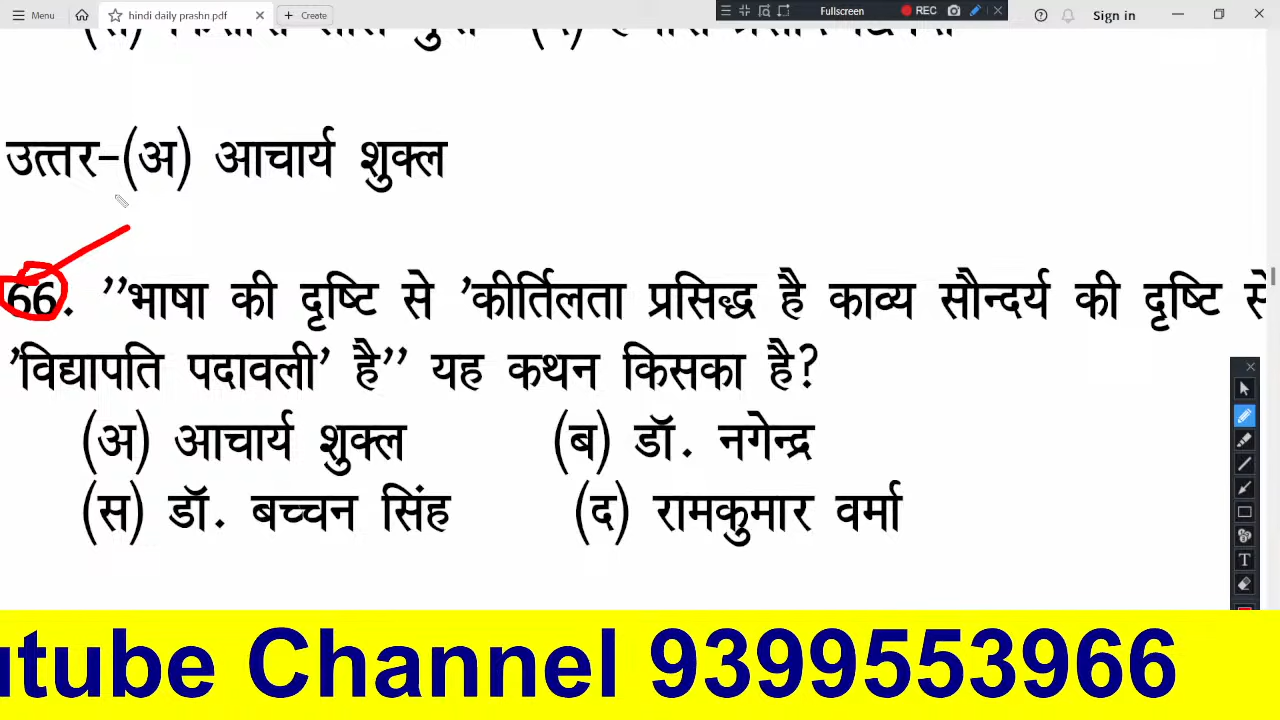 Menu
hindi daily prashn pdf
Create
Fullscreen
REC
Sign in
उत्तर-(अ) आचार्य शुक्ल
66. ’’भाषा की दृष्टि से ’कीर्तिलता प्रसिद्ध है काव्य सौन्दर्य की दृष्टि से
’विद्यापति पदावली’ है’’ यह कथन किसका है?
(अ) आचार्य शुक्ल (ब) डॉ. नगेन्द्र
(स) डॉ. बच्चन सिंह (द) रामकुमार वर्मा
utube Channel 9399553966